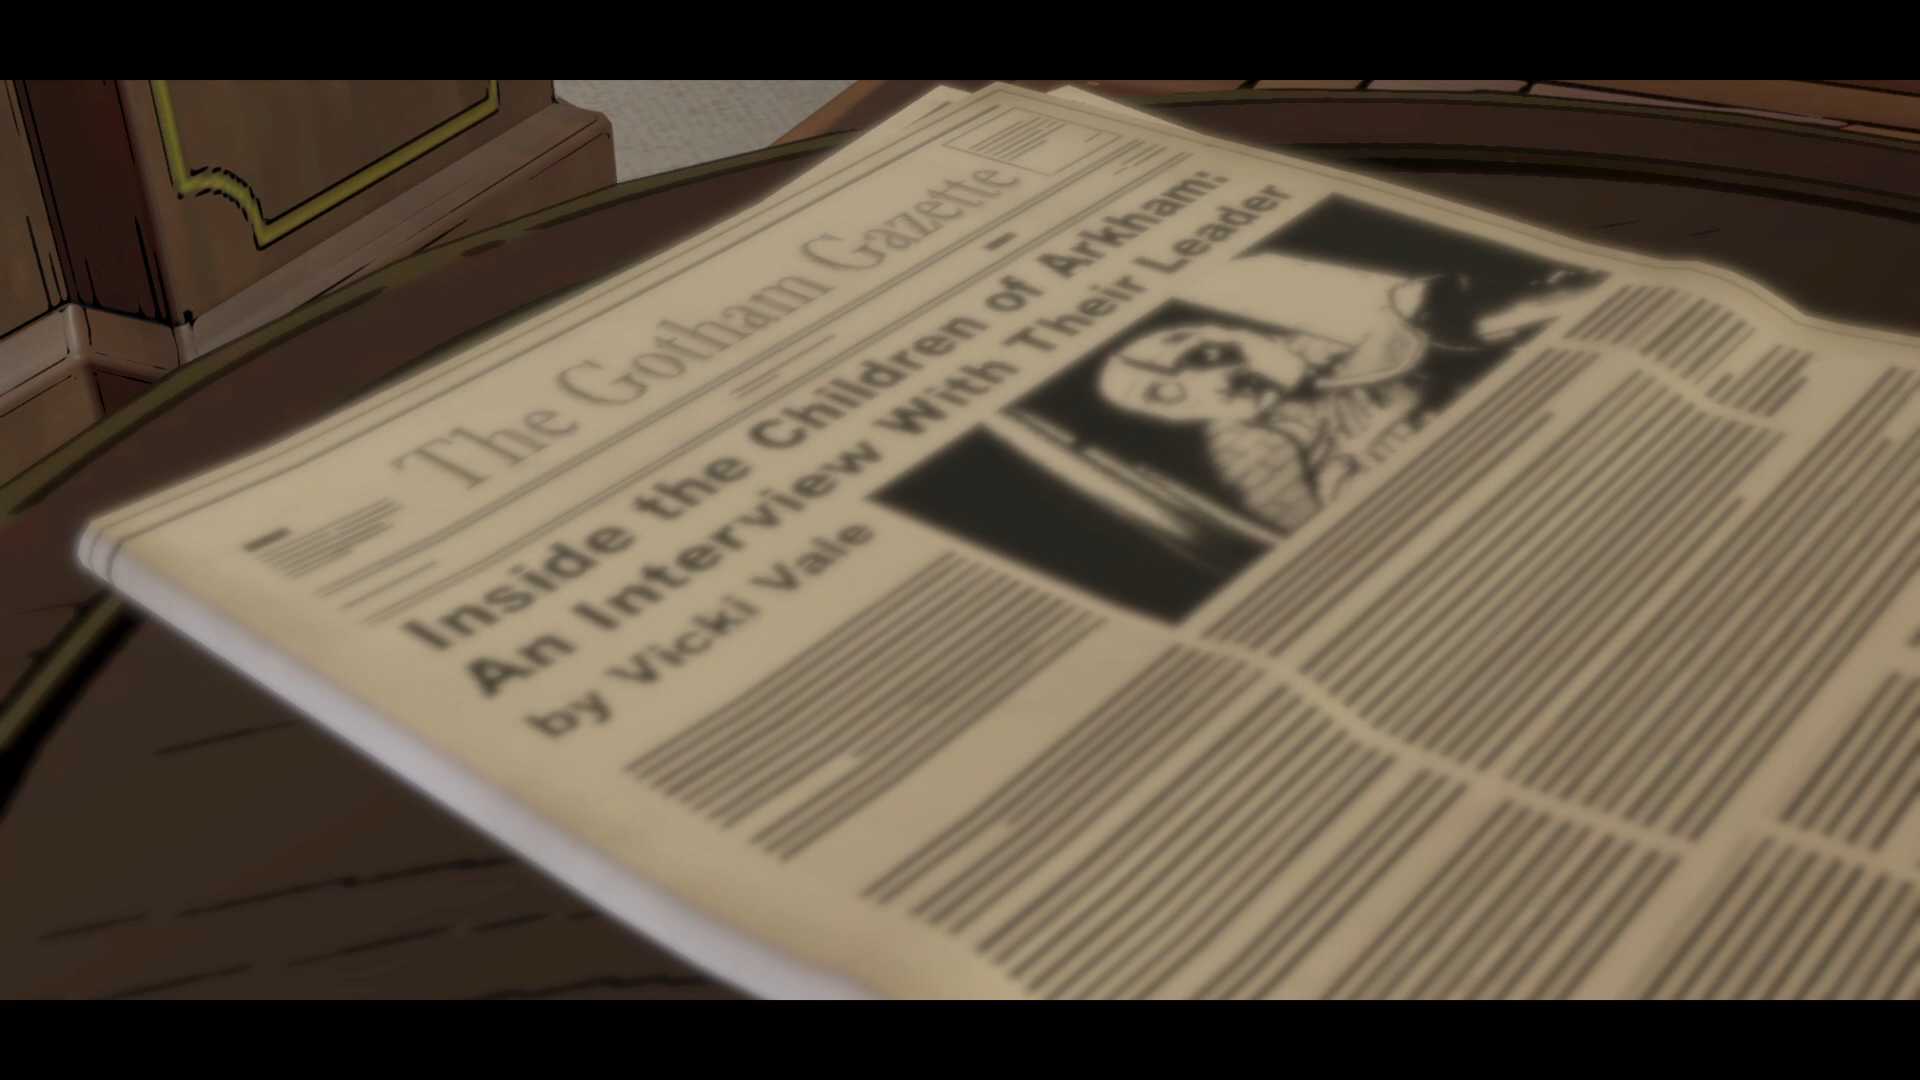 The Gotham Gazette
Inside the Children of Arkham:
An Interview With Their Leader
by Vicki Vale